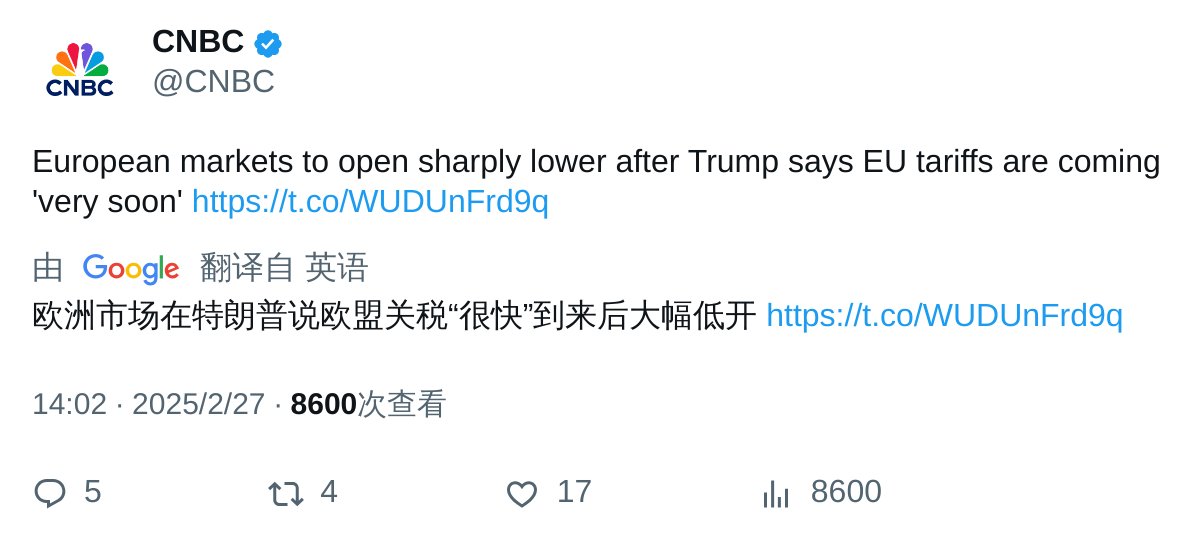 CNBC
CNBC
@CNBC
European markets to open sharply lower after Trump says EU tariffs are coming
'very soon' https://t.co/WUDUnFrd9q
由 Google 翻译自 英语
欧洲市场在特朗普说欧盟关税“很快”到来后大幅低开 https://t.co/WUDUnFrd9q
14:02 · 2025/2/27 · 8600次查看
5 4 17 8600